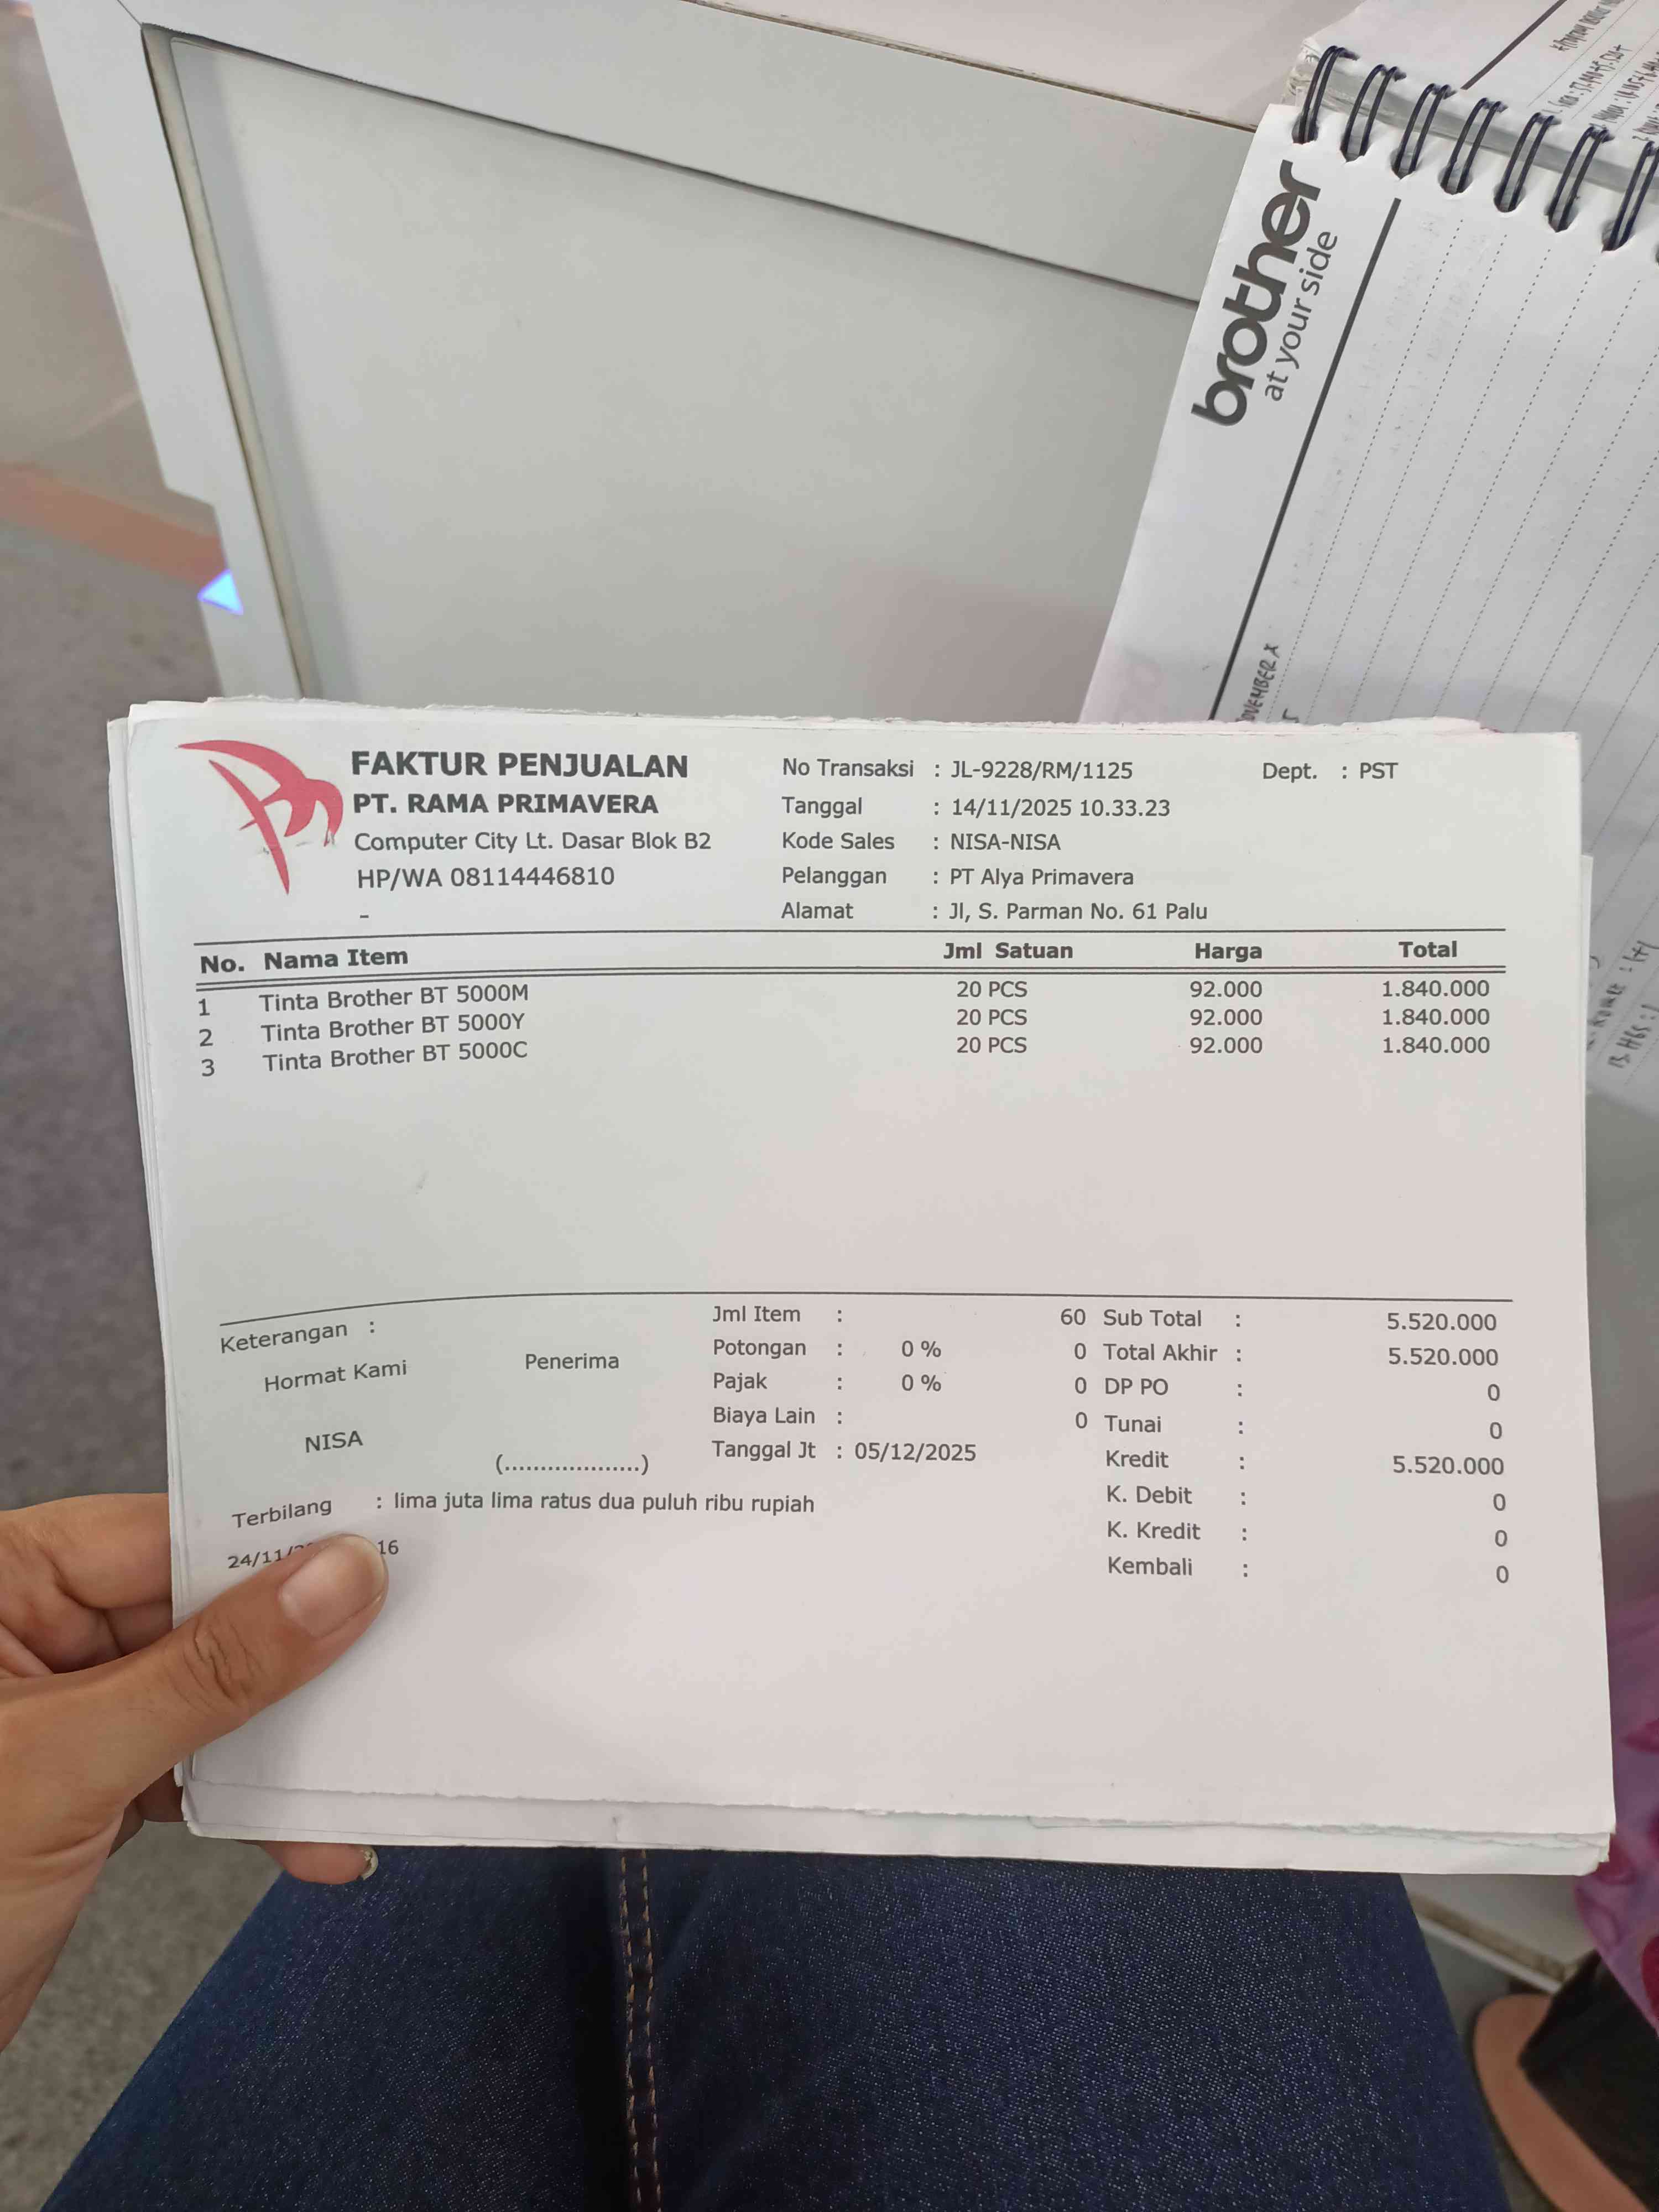 brother
at your side
FAKTUR PENJUALAN
PT. RAMA PRIMAVERA
Computer City Lt. Dasar Blok B2
HP/WA 08114446810
-
No Transaksi : JL-9228/RM/1125 Dept. : PST
Tanggal : 14/11/2025 10.33.23
Kode Sales : NISA-NISA
Pelanggan : PT Alya Primavera
Alamat : Jl, S. Parman No. 61 Palu
No. Nama Item Jml Satuan Harga Total
1 Tinta Brother BT 5000M 20 PCS 92.000 1.840.000
2 Tinta Brother BT 5000Y 20 PCS 92.000 1.840.000
3 Tinta Brother BT 5000C 20 PCS 92.000 1.840.000
Keterangan :
Hormat Kami Penerima
NISA (...................)
Jml Item : 60
Potongan : 0 % 0
Pajak : 0 % 0
Biaya Lain : 0
Tanggal Jt : 05/12/2025
Sub Total : 5.520.000
Total Akhir : 5.520.000
DP PO : 0
Tunai : 0
Kredit : 5.520.000
K. Debit : 0
K. Kredit : 0
Kembali : 0
Terbilang : lima juta lima ratus dua puluh ribu rupiah
24/11/ 16